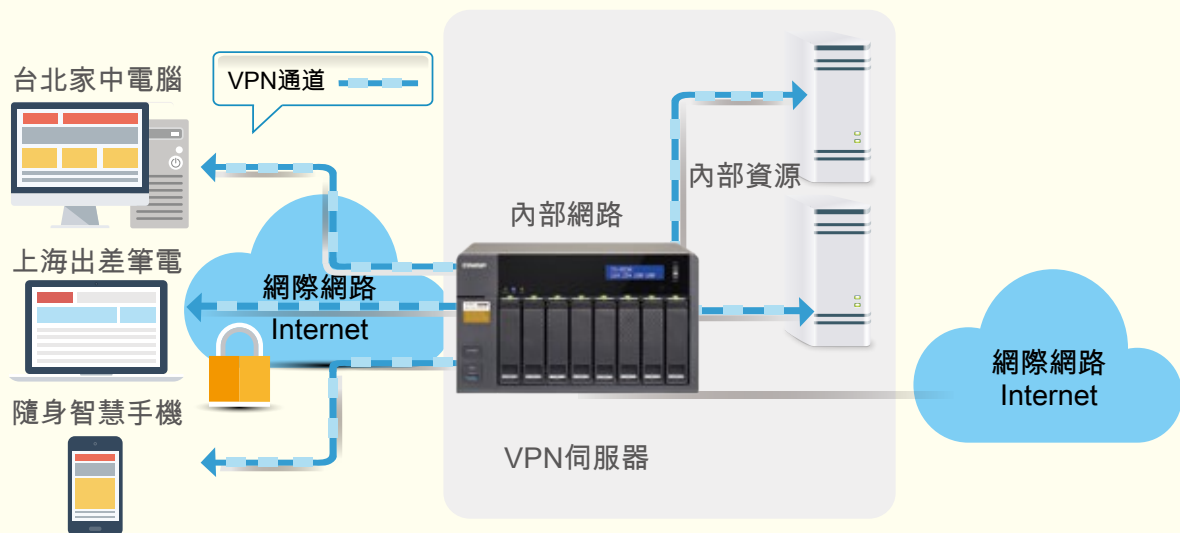 台北家中電腦
VPN通道
內部資源
內部網路
上海出差筆電
網際網路
Internet
隨身智慧手機
VPN伺服器
網際網路
Internet